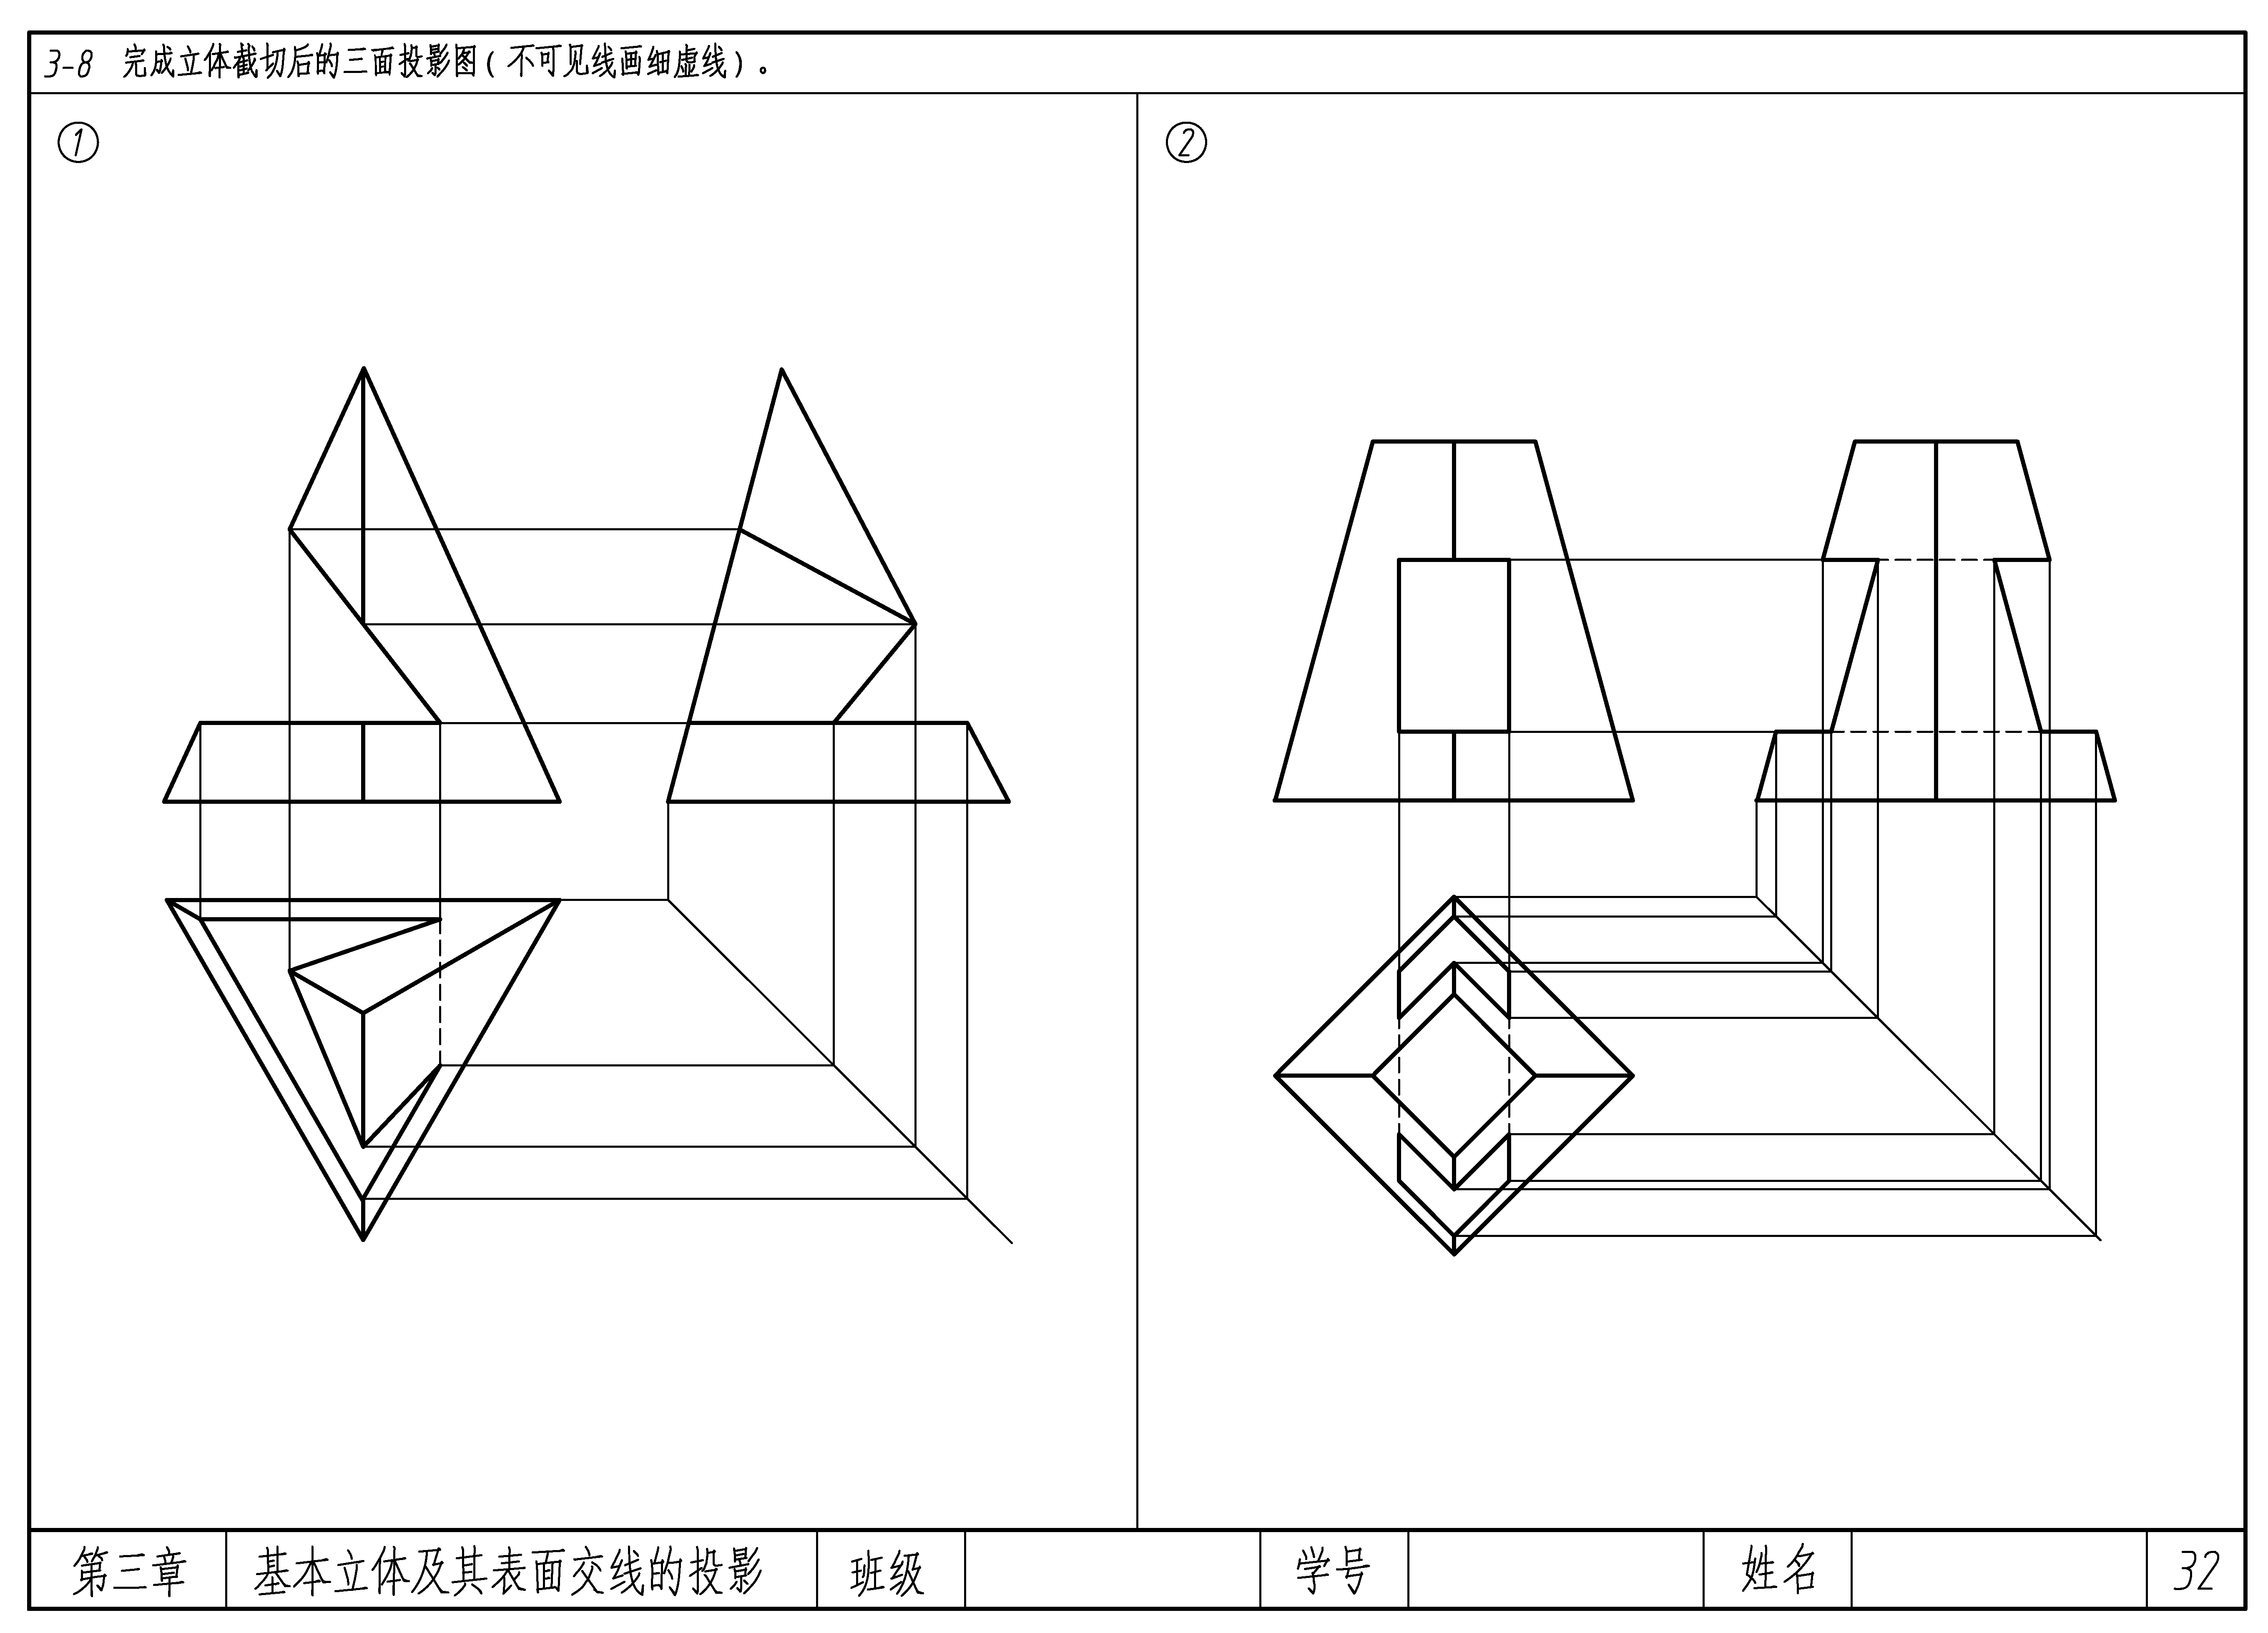 3-8 完成立体截切后的三面投影图(不可见线画细虚线)。
① ②
第三章 基本立体及其表面交线的投影 班级 学号 姓名 32